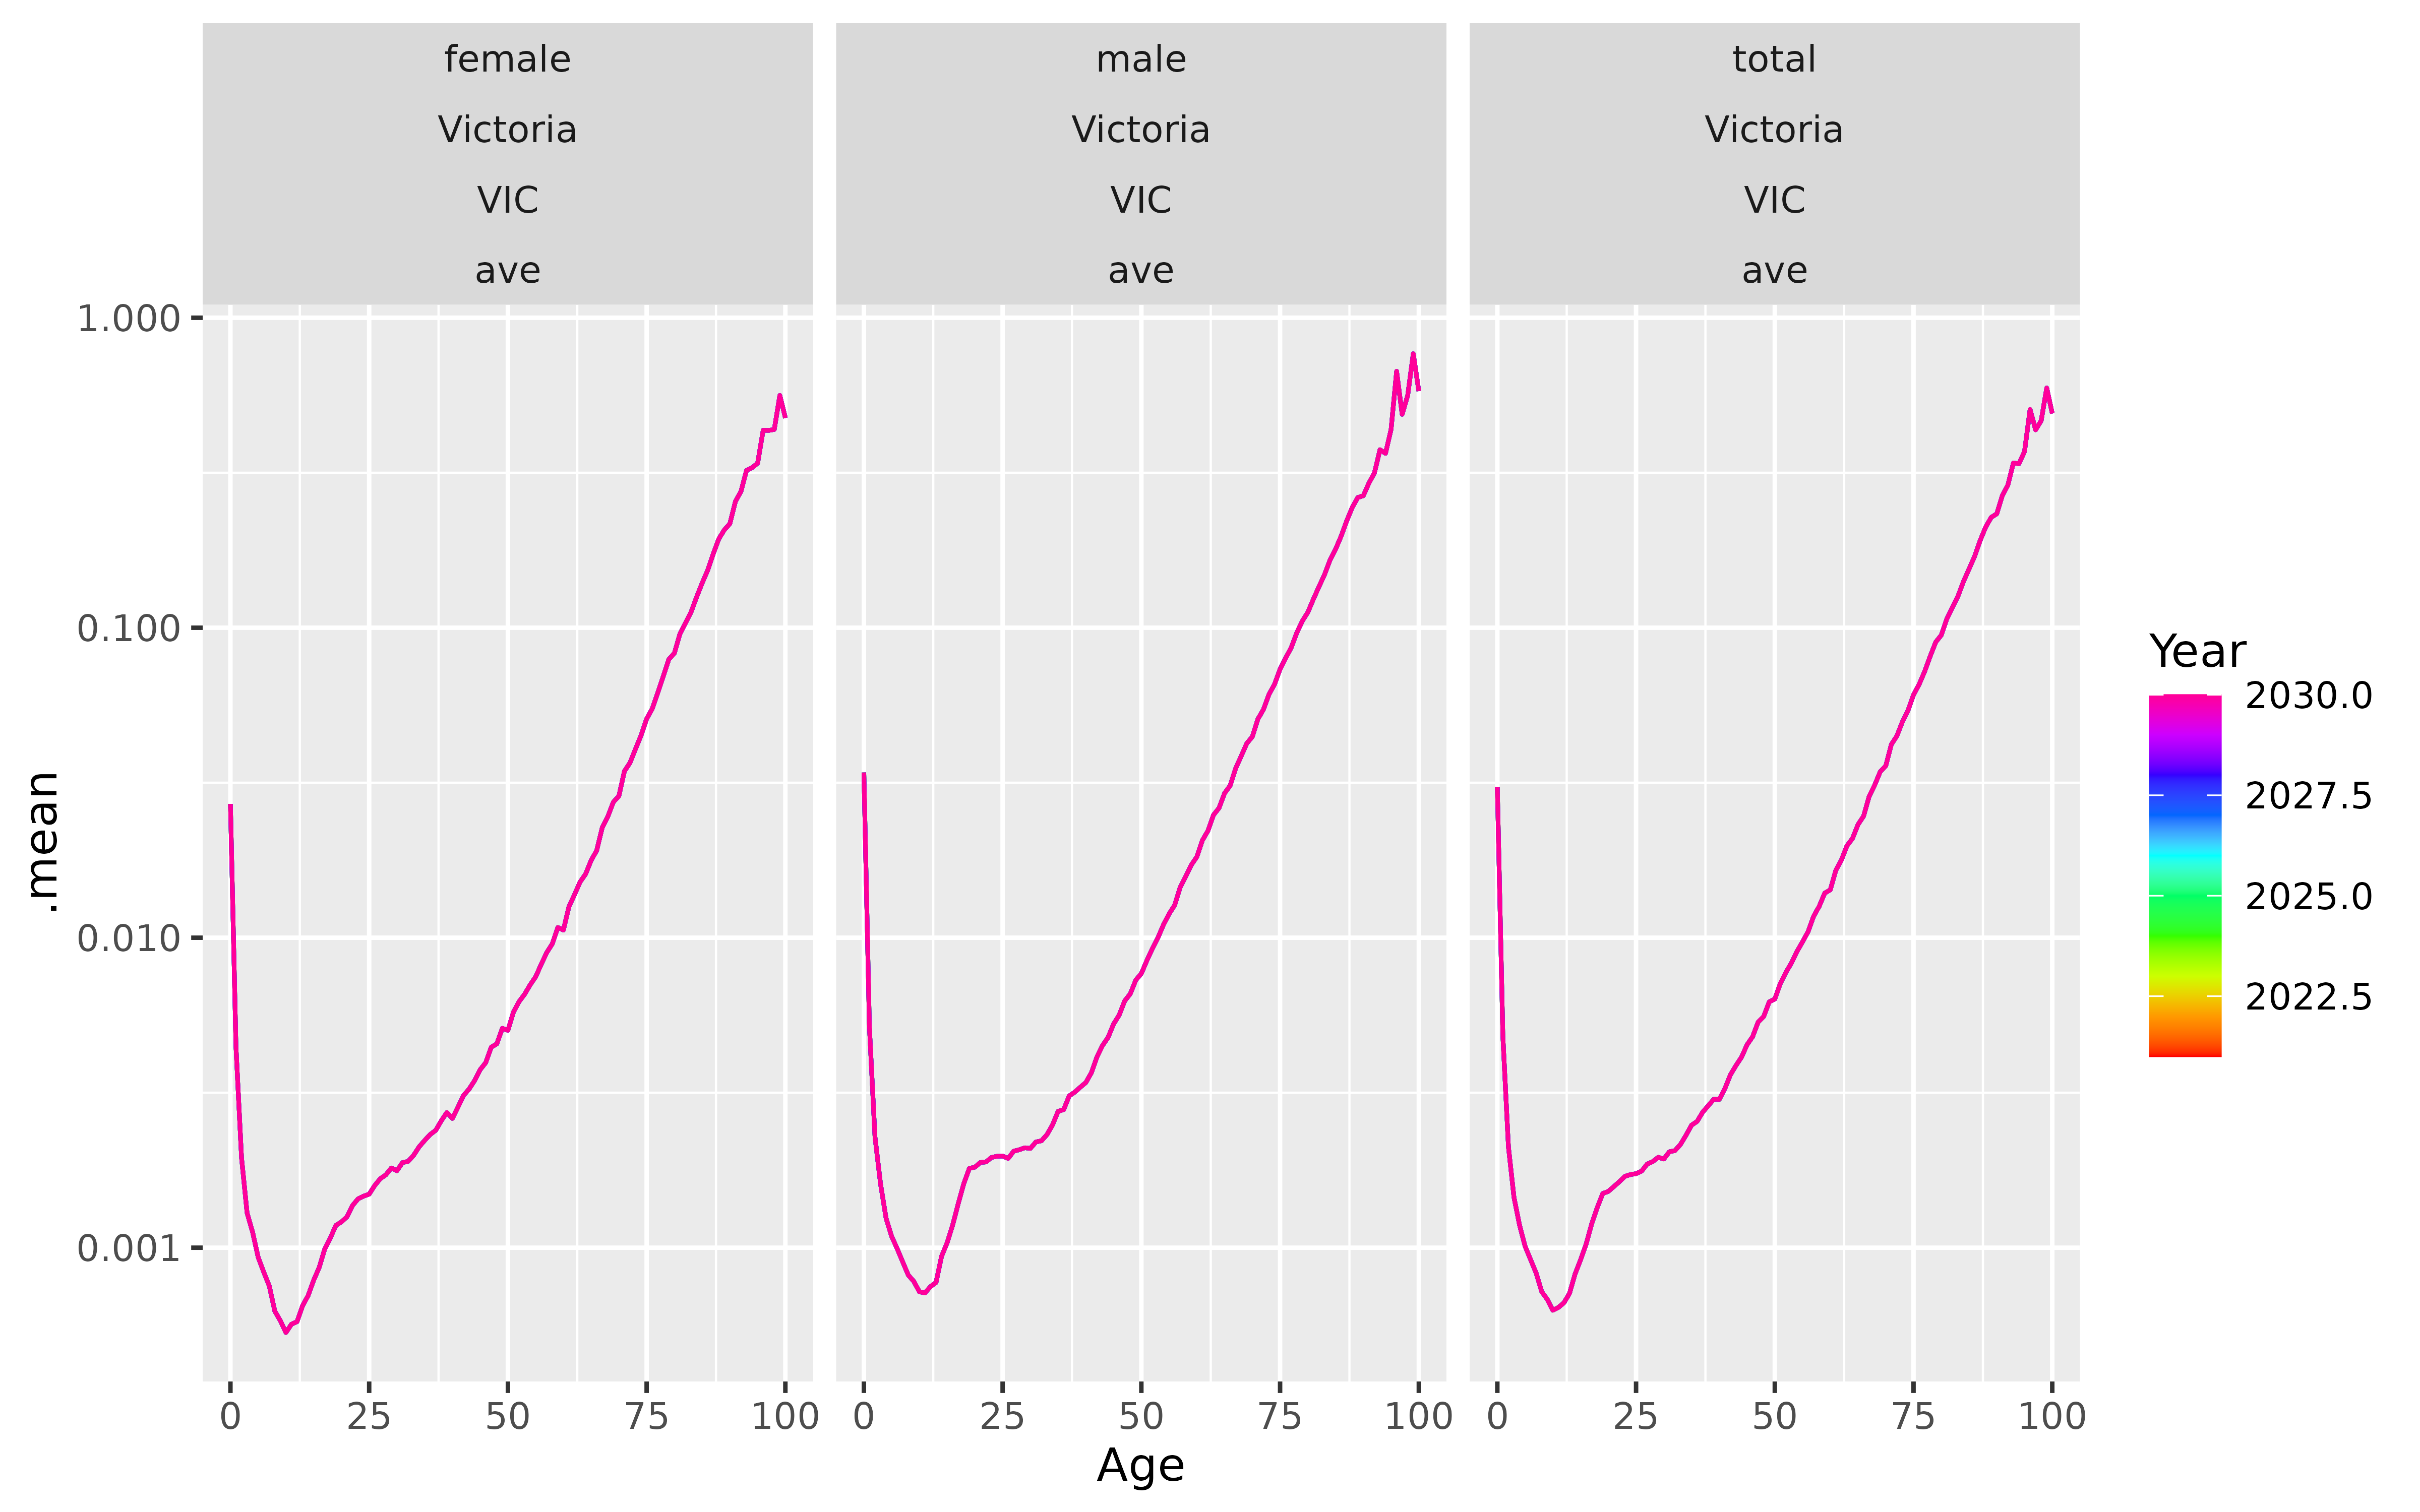 female male total
Victoria Victoria Victoria
VIC VIC VIC
ave ave ave
1.000
0.100
0.010
0.001
.mean
0 25 50 75 100 0 25 50 75 100 0 25 50 75 100
Age
Year
2030.0
2027.5
2025.0
2022.5